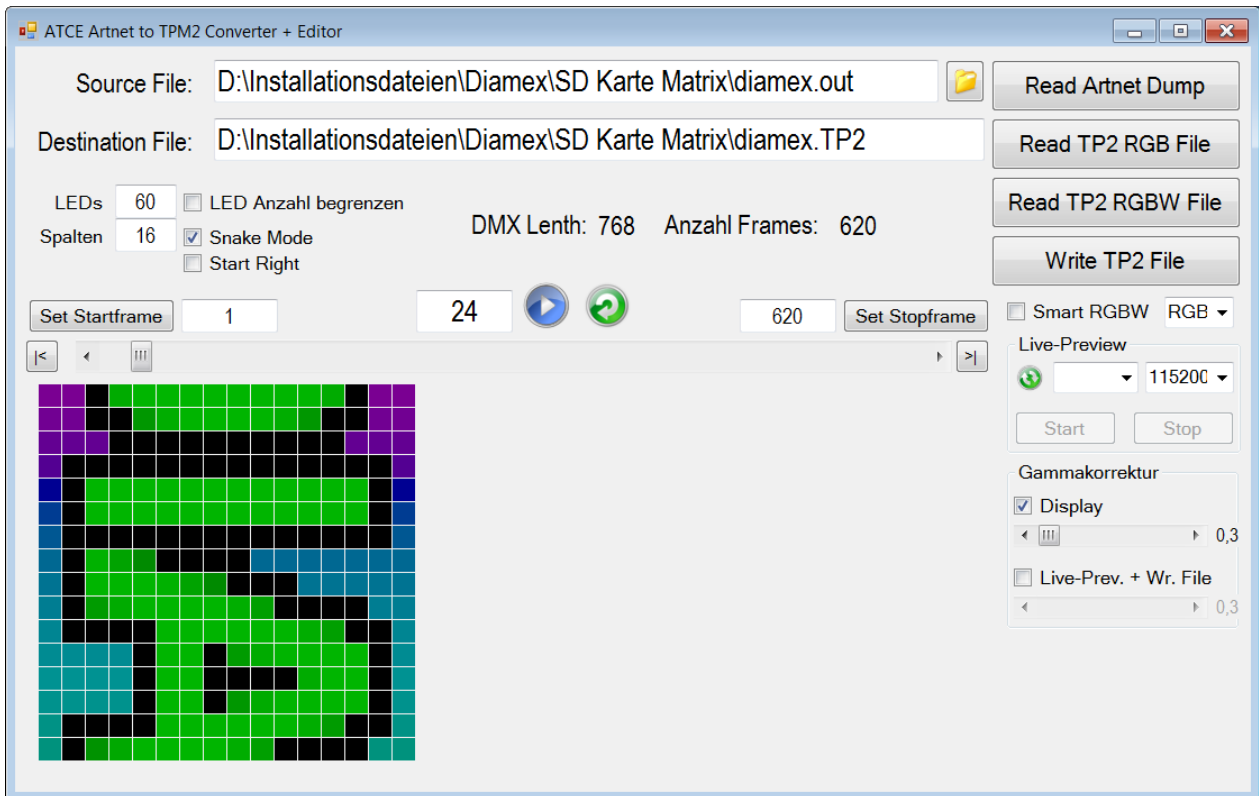 ATCE Artnet to TPM2 Converter + Editor
Source File: D:\Installationsdateien\Diamex\SD Karte Matrix\diamex.out
Read Artnet Dump
Destination File: D:\Installationsdateien\Diamex\SD Karte Matrix\diamex.TP2
Read TP2 RGB File
LEDs 60 LED Anzahl begrenzen
Read TP2 RGBW File
Spalten 16 Snake Mode
DMX Lenth: 768 Anzahl Frames: 620
Start Right
Write TP2 File
Set Startframe 1 24 620 Set Stopframe
Smart RGBW RGB
|< >|
Live-Preview
115200
Start Stop
Gammakorrektur
Display
0,3
Live-Prev. + Wr. File
0,3